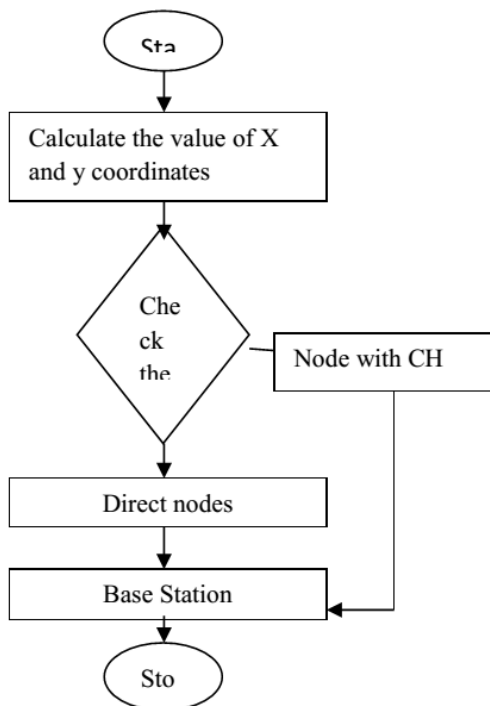 Sta
Calculate the value of X
and y coordinates
Che
ck
the
Node with CH
Direct nodes
Base Station
Sto